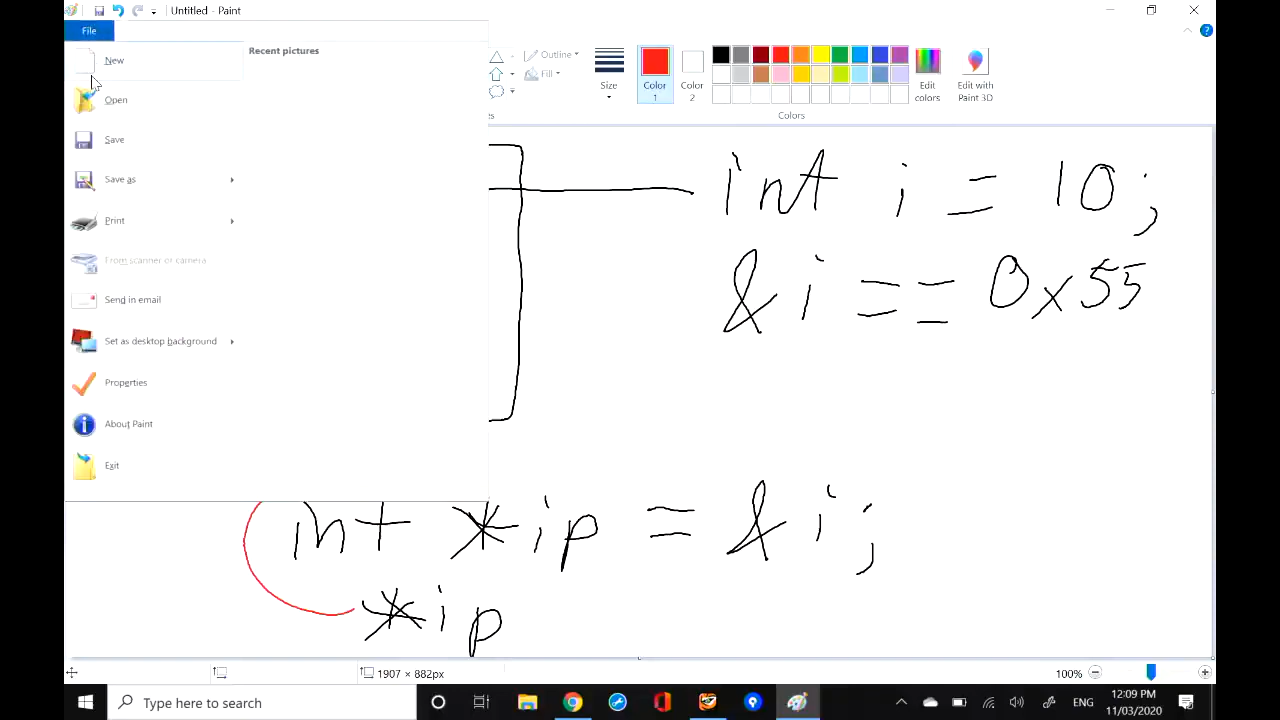 Untitled - Paint
File
Recent pictures
New
Open
Save
Save as
Print
From scanner or camera
Send in email
Set as desktop background
Properties
About Paint
Exit
Outline
Fill
Size
Color
1
Color
2
Edit
colors
Edit with
Paint 3D
Colors
int i = 10;
&i == 0x55
int *ip = &i;
*ip
1907 × 882px
100%
Type here to search
ENG
12:09 PM
11/03/2020